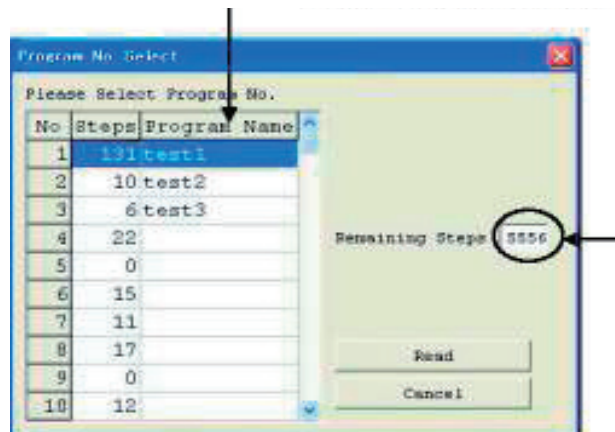 Program No Select
Please Select Program No.
No Steps Program Name
1 131 test1
2 10 test2
3 6 test3
4 22
5 0
6 15
7 11
8 17
9 0
10 12
Remaining Steps 5556
Read
Cancel